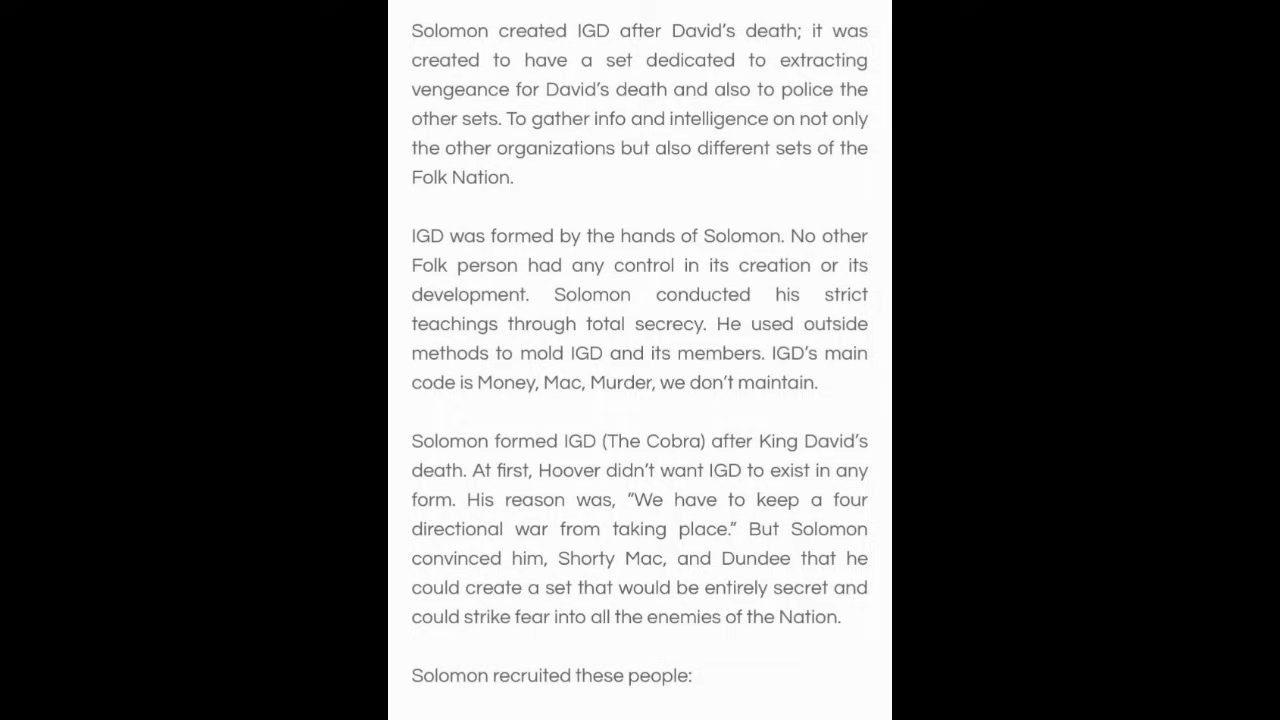 Solomon created IGD after David’s death; it was
created to have a set dedicated to extracting
vengeance for David’s death and also to police the
other sets. To gather info and intelligence on not only
the other organizations but also different sets of the
Folk Nation.
IGD was formed by the hands of Solomon. No other
Folk person had any control in its creation or its
development. Solomon conducted his strict
teachings through total secrecy. He used outside
methods to mold IGD and its members. IGD’s main
code is Money, Mac, Murder, we don’t maintain.
Solomon formed IGD (The Cobra) after King David’s
death. At first, Hoover didn’t want IGD to exist in any
form. His reason was, “We have to keep a four
directional war from taking place.” But Solomon
convinced him, Shorty Mac, and Dundee that he
could create a set that would be entirely secret and
could strike fear into all the enemies of the Nation.
Solomon recruited these people: